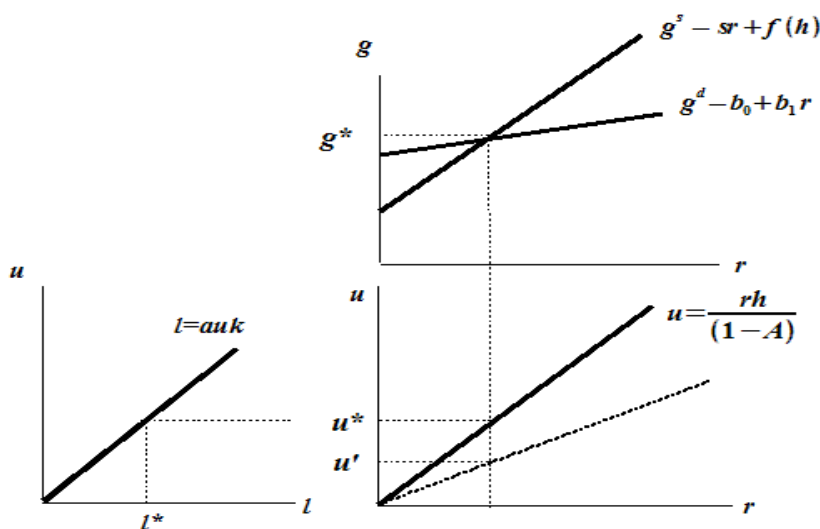 g^s − sr + f(h)
g
g^d − b_0 + b_1 r
g*
r
u
l=auk
l
l*
u
u = rh / (1−A)
u*
u'
r